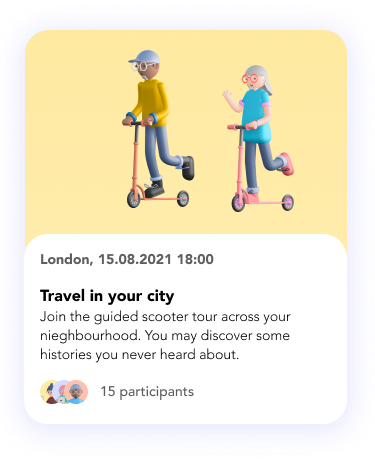 London, 15.08.2021 18:00
Travel in your city
Join the guided scooter tour across your
nieghbourhood. You may discover some
histories you never heard about.
15 participants